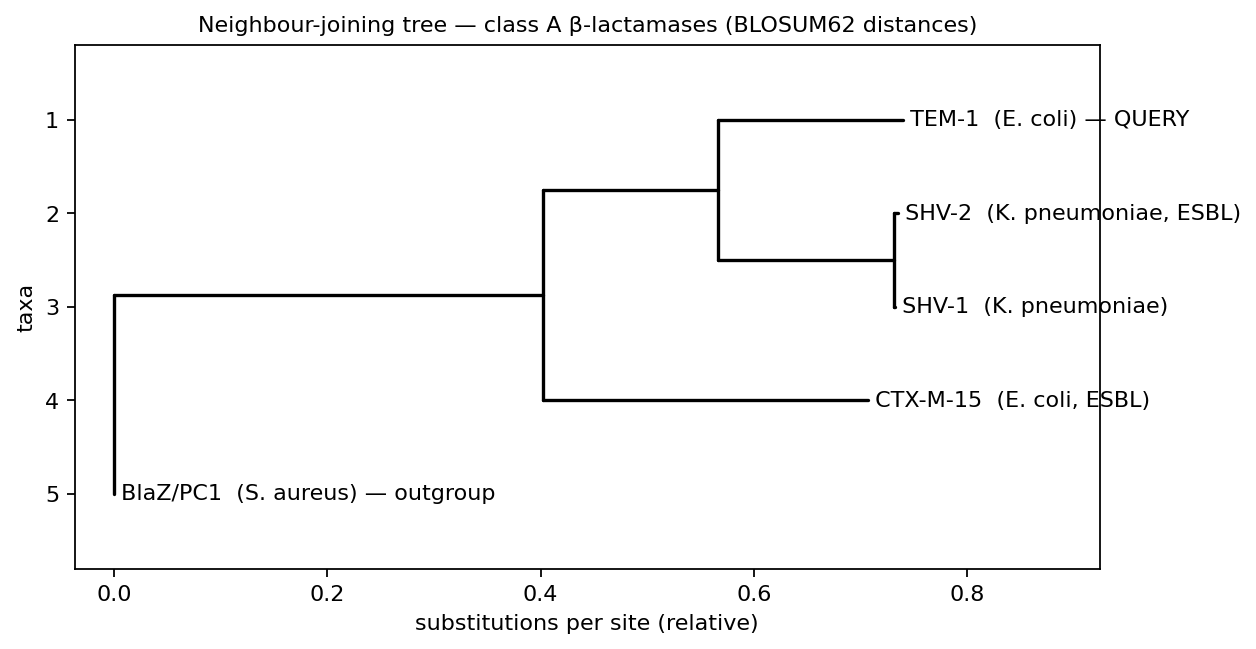 Neighbour-joining tree — class A β-lactamases (BLOSUM62 distances)
taxa
1
TEM-1 (E. coli) — QUERY
2
SHV-2 (K. pneumoniae, ESBL)
3
SHV-1 (K. pneumoniae)
4
CTX-M-15 (E. coli, ESBL)
5
BlaZ/PC1 (S. aureus) — outgroup
0.0 0.2 0.4 0.6 0.8
substitutions per site (relative)